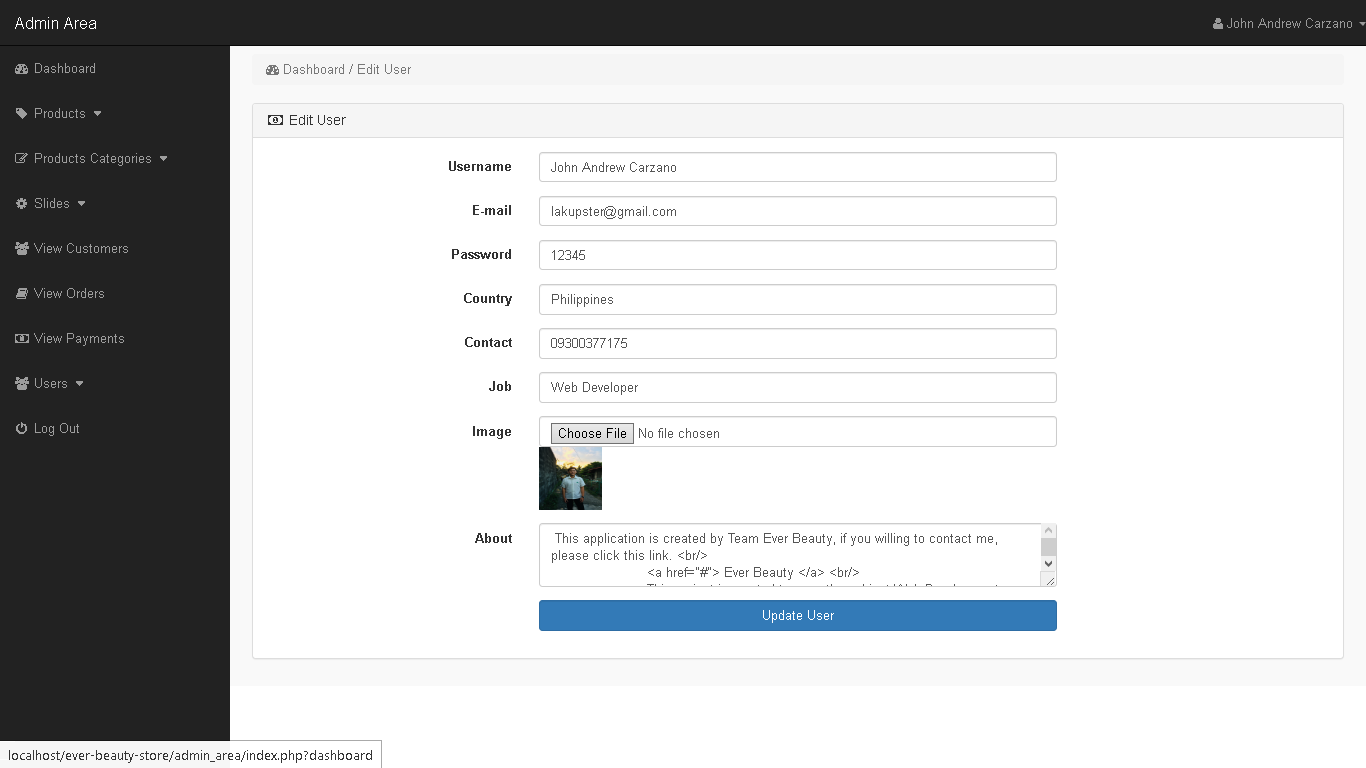 Admin Area
John Andrew Carzano
Dashboard
Products
Products Categories
Slides
View Customers
View Orders
View Payments
Users
Log Out
Dashboard / Edit User
Edit User
Username John Andrew Carzano
E-mail lakupster@gmail.com
Password 12345
Country Philippines
Contact 09300377175
Job Web Developer
Image Choose File No file chosen
About This application is created by Team Ever Beauty, if you willing to contact me,
please click this link. <br/>
<a href="#"> Ever Beauty </a> <br/>
Update User
localhost/ever-beauty-store/admin_area/index.php?dashboard